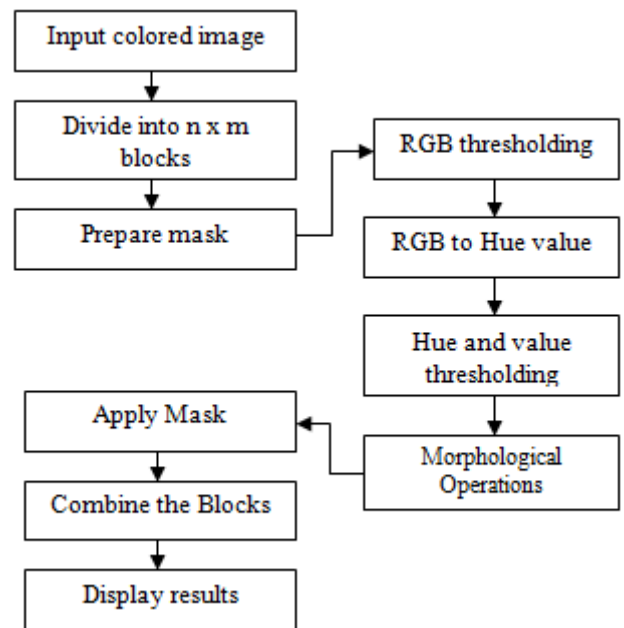 Input colored image
Divide into n x m
blocks
Prepare mask
RGB thresholding
RGB to Hue value
Hue and value
thresholding
Morphological
Operations
Apply Mask
Combine the Blocks
Display results